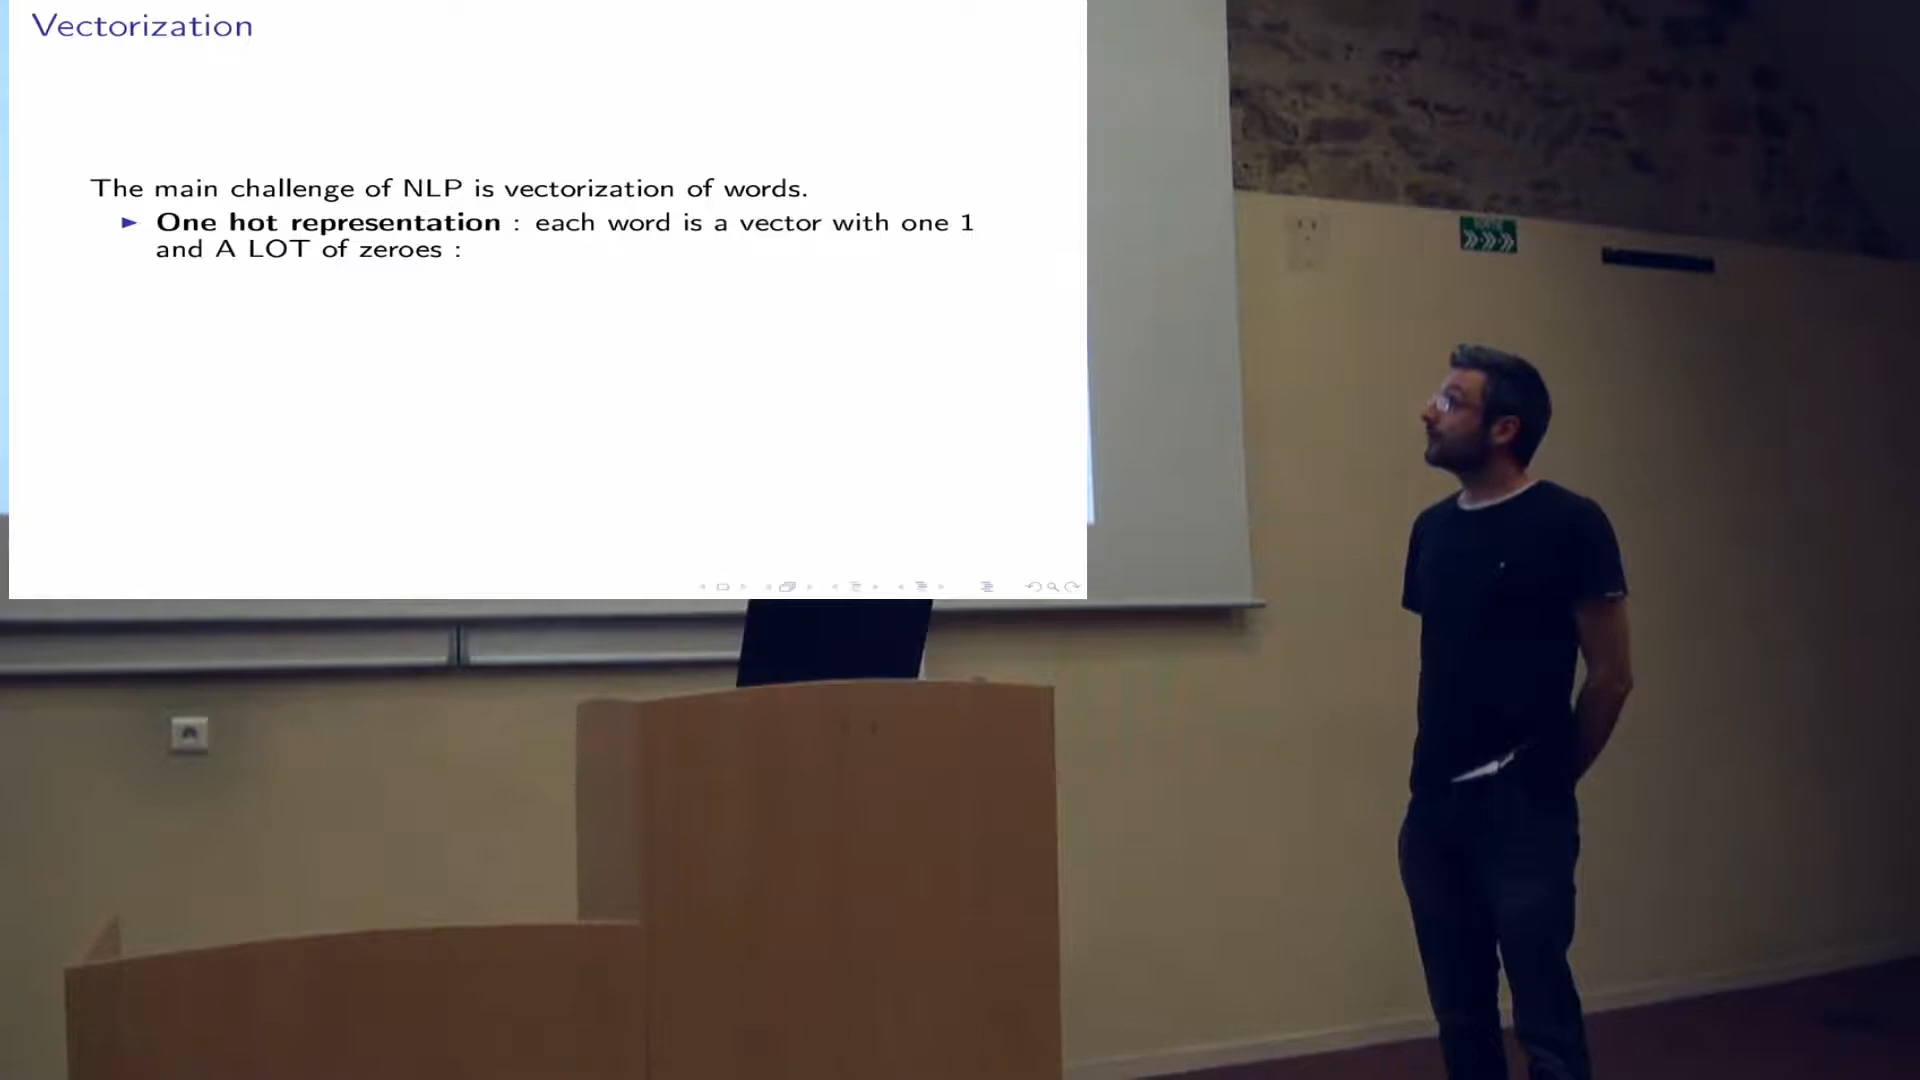 Vectorization
The main challenge of NLP is vectorization of words.
► One hot representation : each word is a vector with one 1
and A LOT of zeroes :